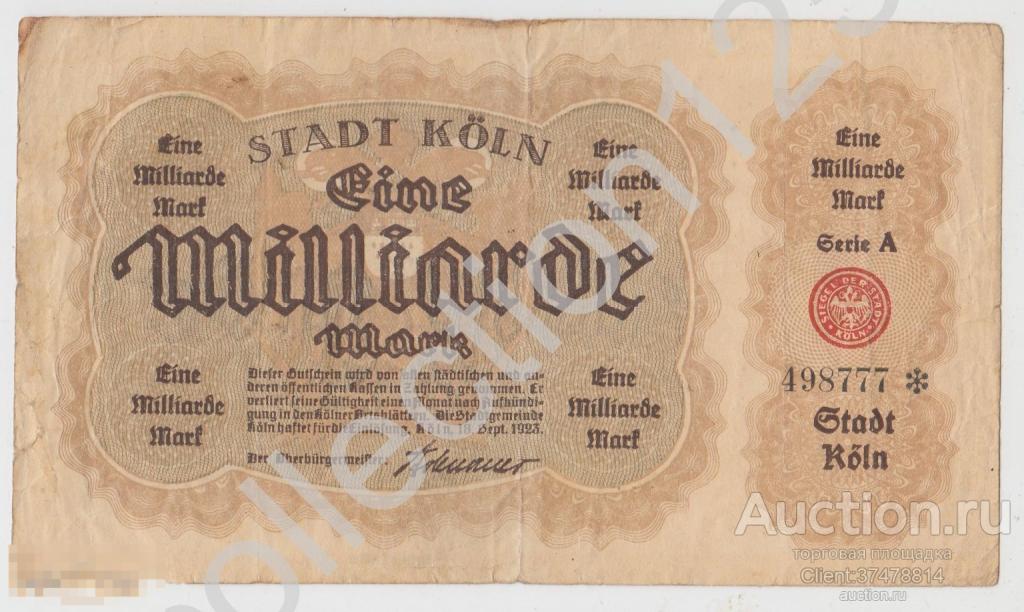 STADT KÖLN
Eine
Milliarde
Mark
Eine
Milliarde
Mark
Eine
Milliarde
Mark
Eine
Milliarde
Mark
Serie A
SIEGEL DER STADT
KÖLN
498777 *
Stadt
Köln
Eine
Milliarde
Mark
Dieser Gutschein wird von allen städtischen und an-
deren öffentlichen Kassen in Zahlung genommen. Er
verliert seine Gültigkeit einen Monat nach Aufkündi-
gung in den Kölner Ortsblättern. Die Stadtgemeinde
Köln haftet für die Einlösung. Köln, 18. Sept. 1923.
Der Oberbürgermeister:
Eine
Milliarde
Mark
collection 123
Auction.ru
торговая площадка
Client:37478814
auction.ru